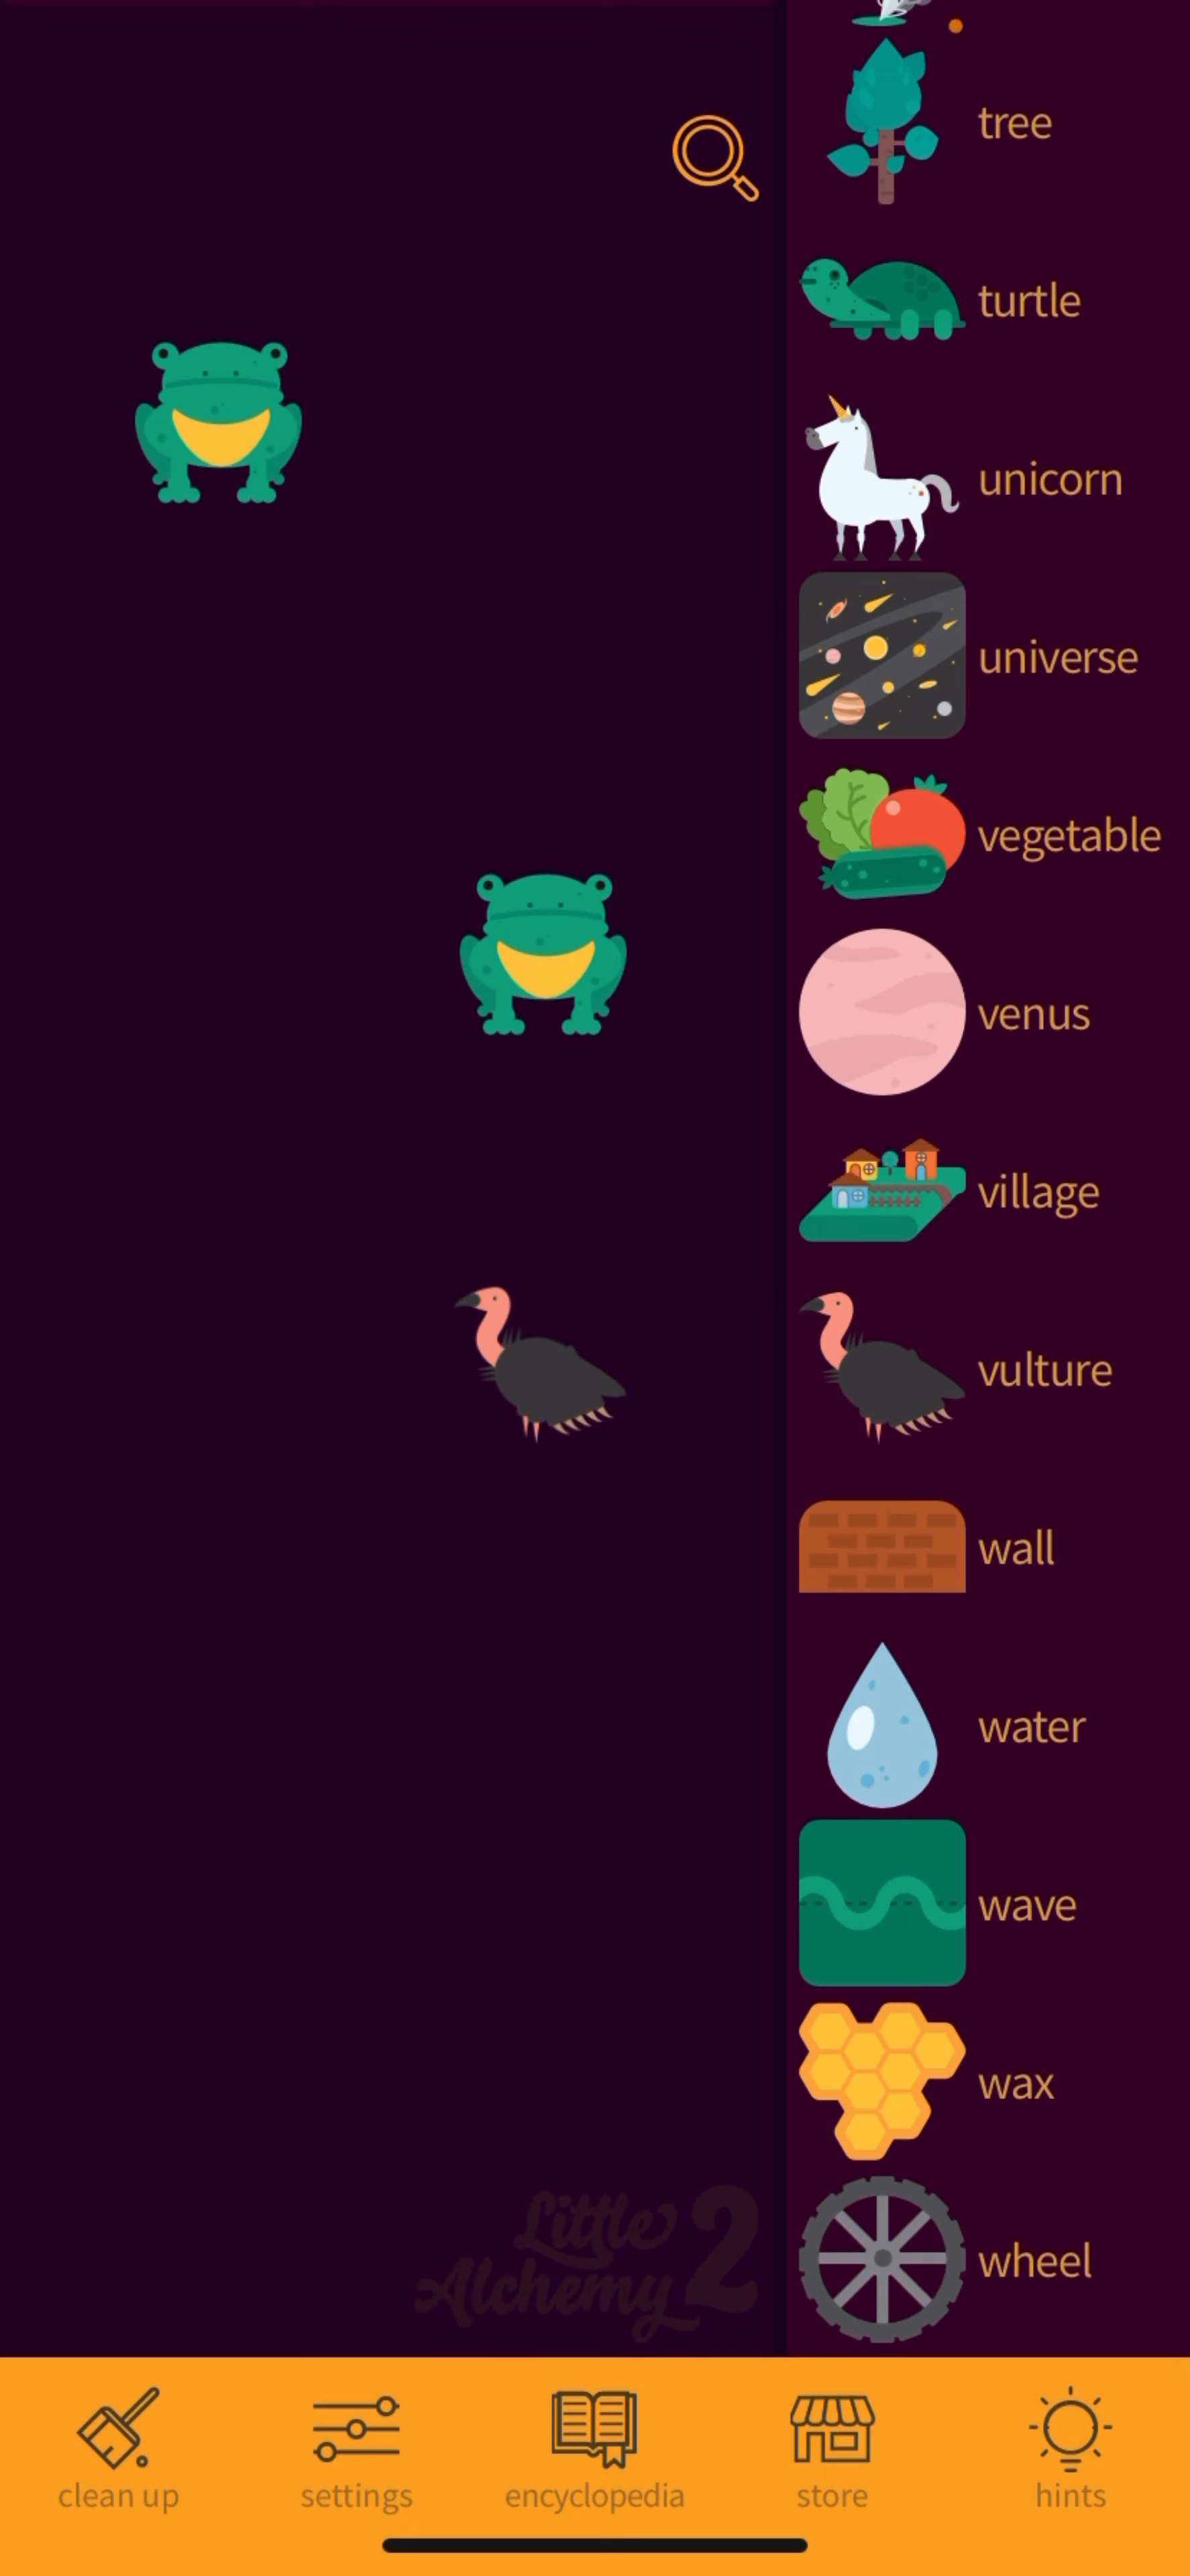 tree
turtle
unicorn
universe
vegetable
venus
village
vulture
wall
water
wave
wax
wheel
Little
Alchemy 2
clean up
settings
encyclopedia
store
hints